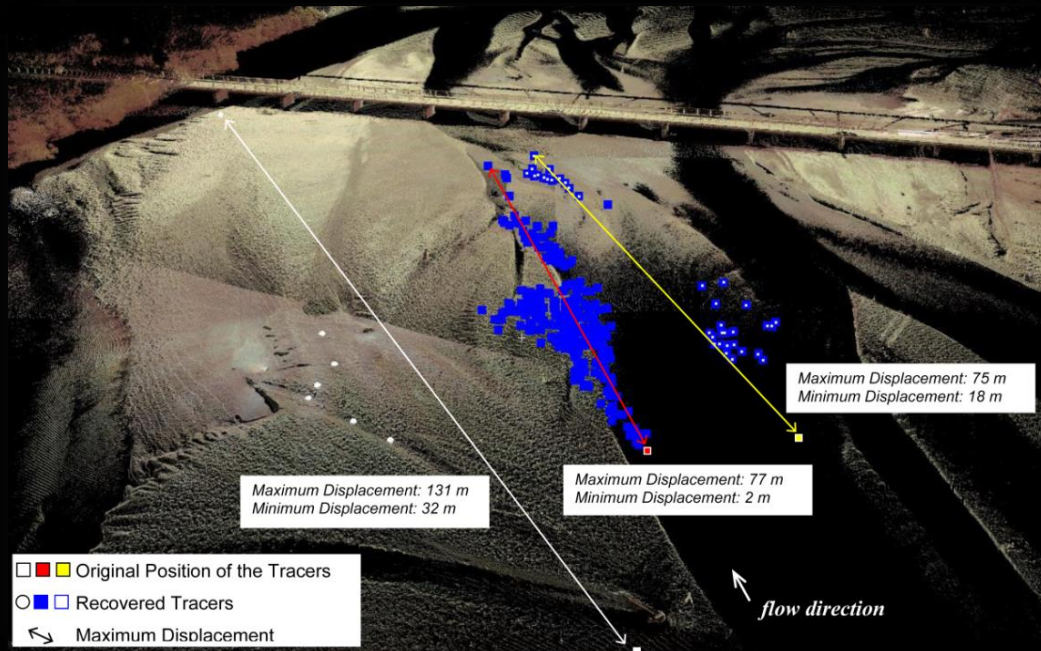 Maximum Displacement: 75 m
Minimum Displacement: 18 m
Maximum Displacement: 77 m
Minimum Displacement: 2 m
Maximum Displacement: 131 m
Minimum Displacement: 32 m
Original Position of the Tracers
Recovered Tracers
Maximum Displacement
flow direction